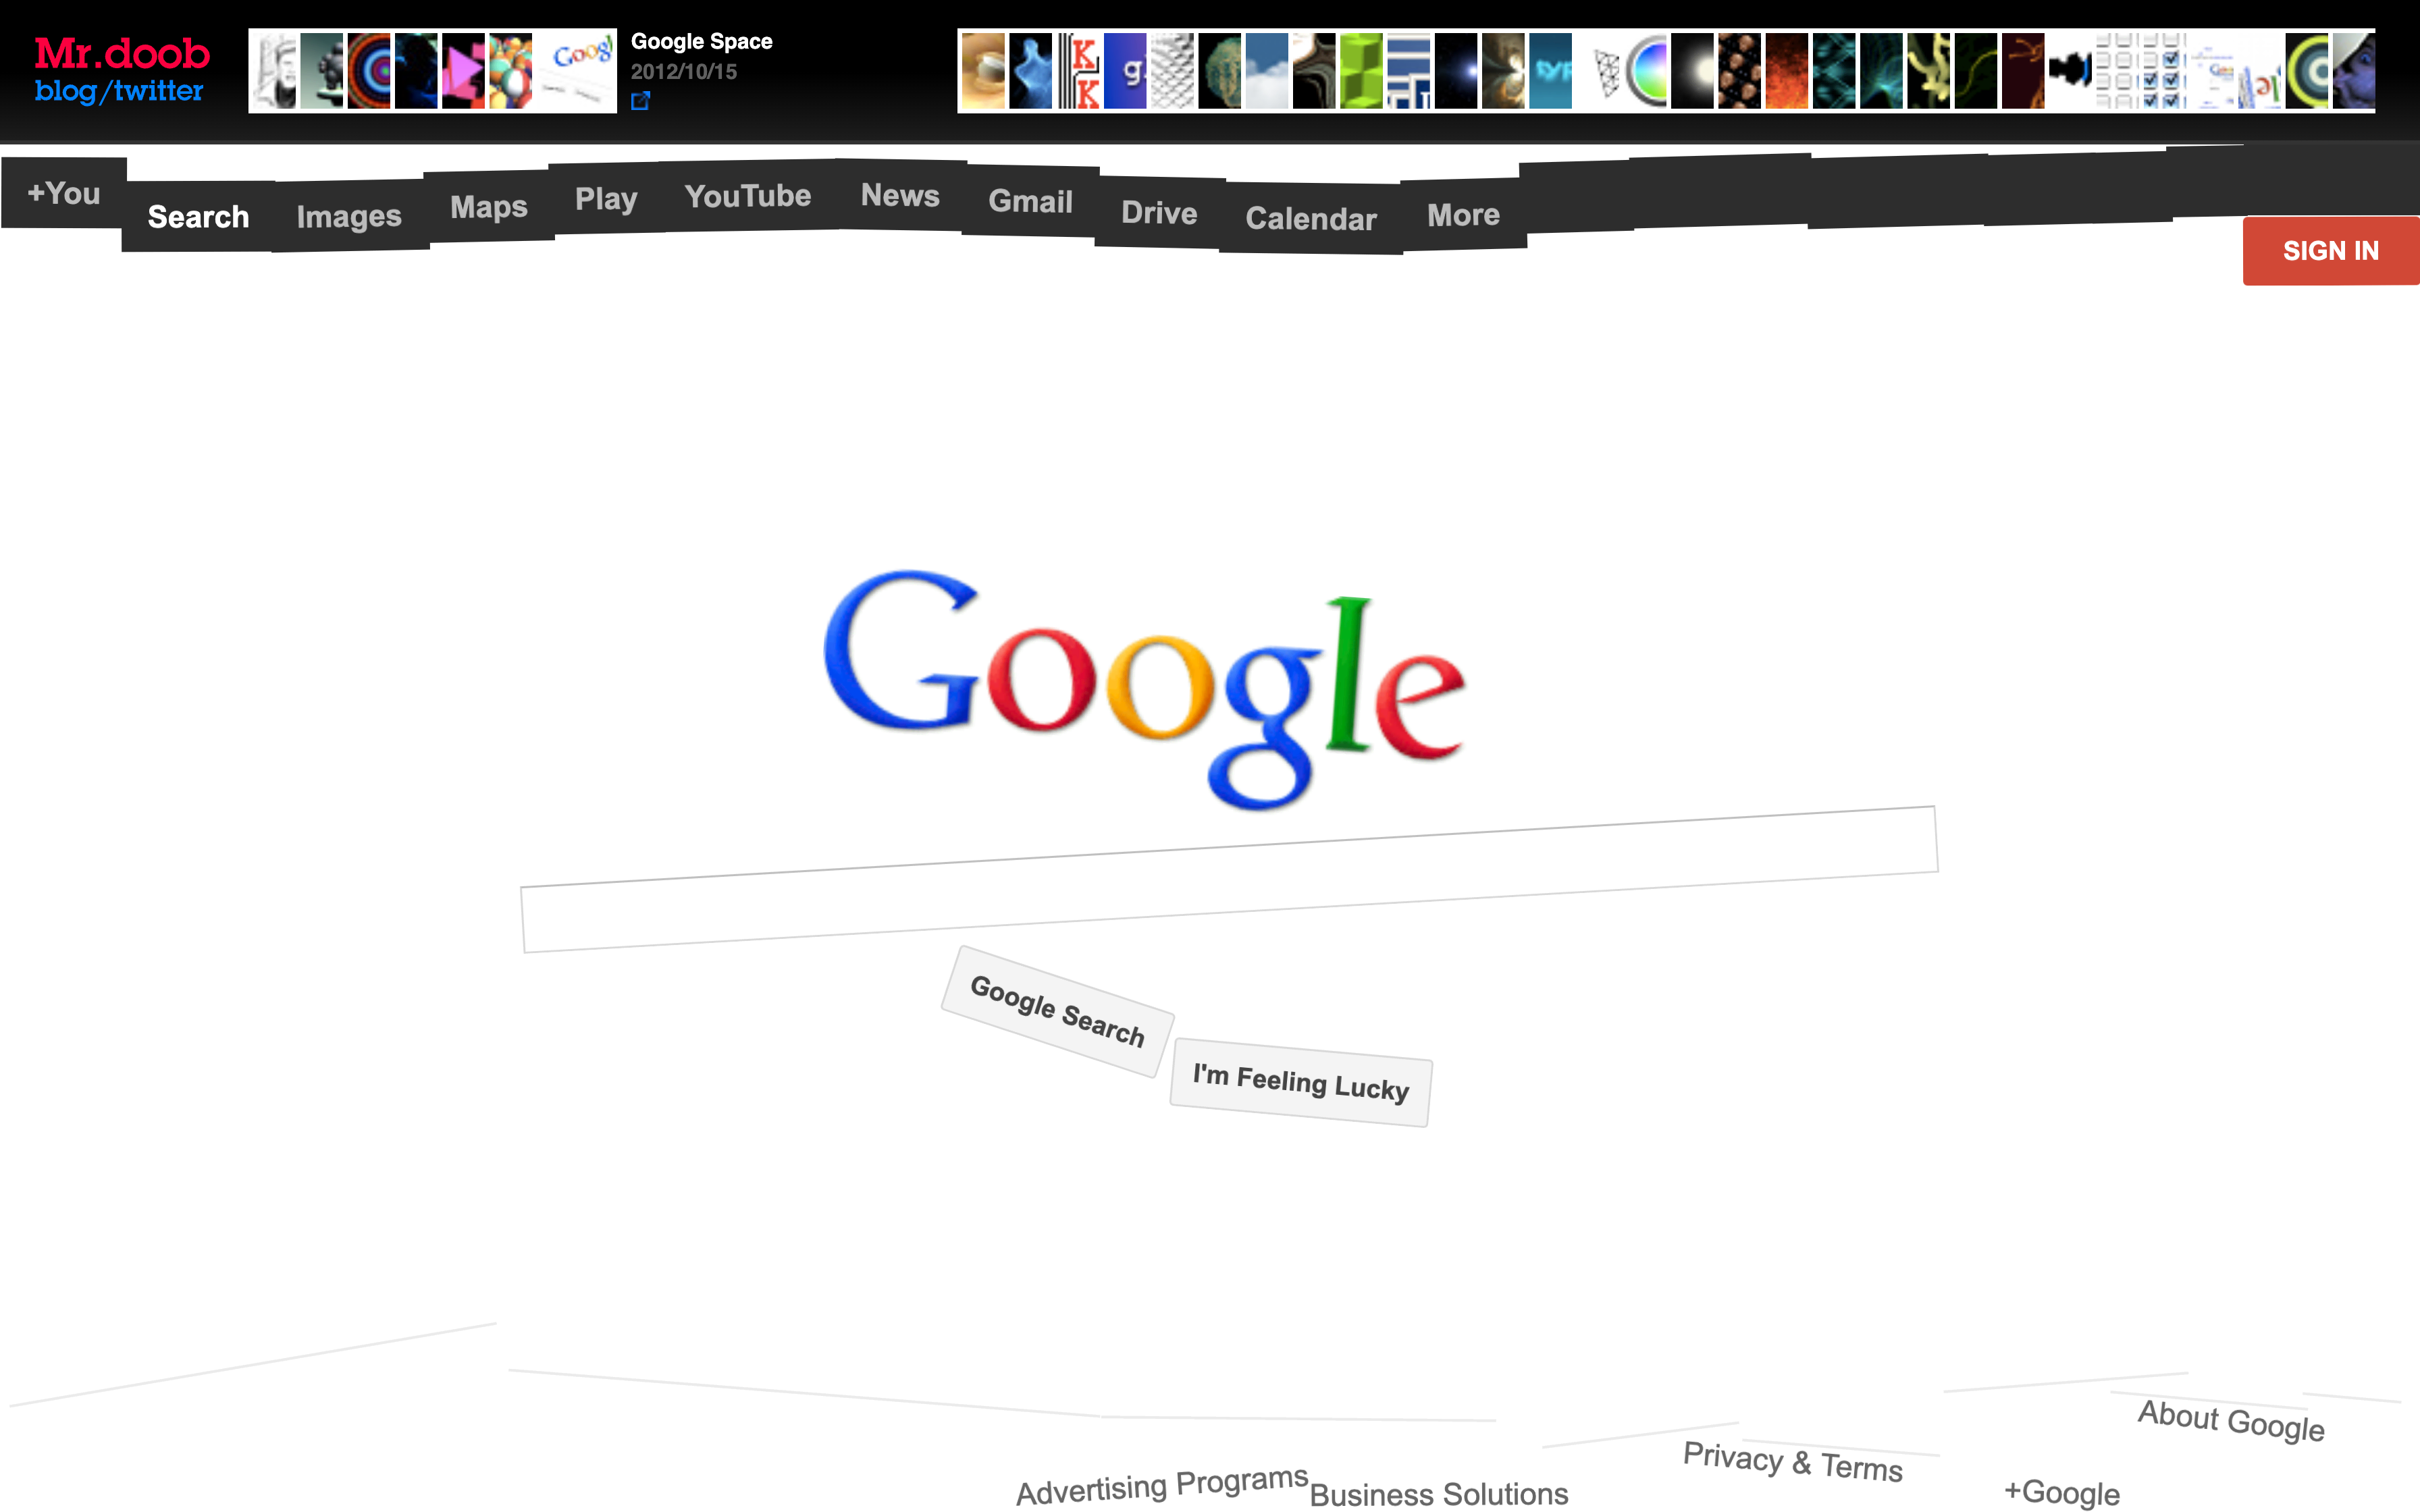 Mr.doob
blog/twitter
Google Space
2012/10/15
+You
Search
Images
Maps
Play
YouTube
News
Gmail
Drive
Calendar
More
SIGN IN
Google
Google Search
I'm Feeling Lucky
Advertising Programs
Business Solutions
Privacy & Terms
+Google
About Google